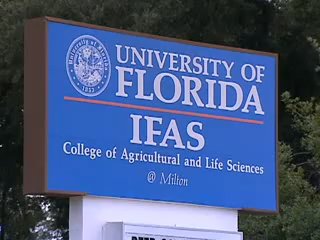 UNIVERSITY OF
FLORIDA
IFAS
College of Agricultural and Life Sciences
@ Milton